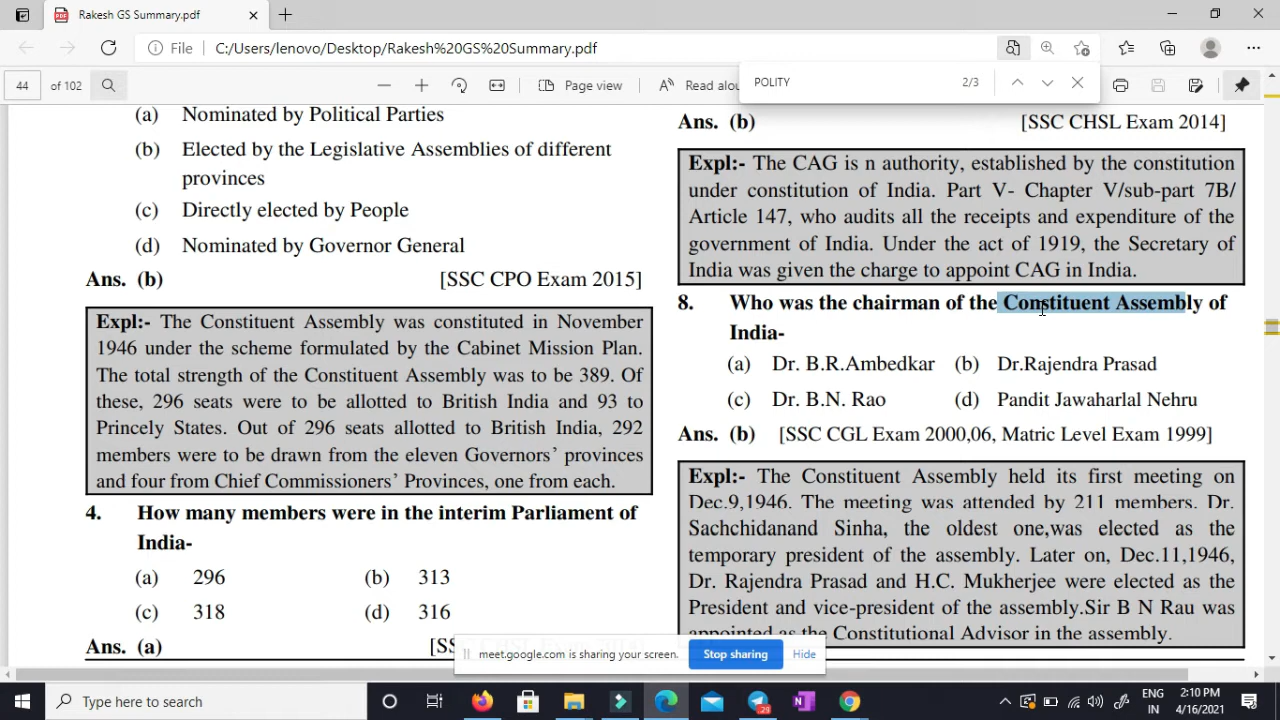 Rakesh GS Summary.pdf
File
C:/Users/lenovo/Desktop/Rakesh%20GS%20Summary.pdf
44
of 102
Page view
Read alou
POLITY
2/3
(a) Nominated by Political Parties
(b) Elected by the Legislative Assemblies of different
provinces
(c) Directly elected by People
(d) Nominated by Governor General
Ans. (b) [SSC CPO Exam 2015]
Expl:- The Constituent Assembly was constituted in November
1946 under the scheme formulated by the Cabinet Mission Plan.
The total strength of the Constituent Assembly was to be 389. Of
these, 296 seats were to be allotted to British India and 93 to
Princely States. Out of 296 seats allotted to British India, 292
members were to be drawn from the eleven Governors’ provinces
and four from Chief Commissioners’ Provinces, one from each.
4. How many members were in the interim Parliament of
India-
(a) 296 (b) 313
(c) 318 (d) 316
Ans. (a)
Ans. (b) [SSC CHSL Exam 2014]
Expl:- The CAG is n authority, established by the constitution
under constitution of India. Part V- Chapter V/sub-part 7B/
Article 147, who audits all the receipts and expenditure of the
government of India. Under the act of 1919, the Secretary of
India was given the charge to appoint CAG in India.
8. Who was the chairman of the Constituent Assembly of
India-
(a) Dr. B.R.Ambedkar (b) Dr.Rajendra Prasad
(c) Dr. B.N. Rao (d) Pandit Jawaharlal Nehru
Ans. (b) [SSC CGL Exam 2000,06, Matric Level Exam 1999]
Expl:- The Constituent Assembly held its first meeting on
Dec.9,1946. The meeting was attended by 211 members. Dr.
Sachchidanand Sinha, the oldest one,was elected as the
temporary president of the assembly. Later on, Dec.11,1946,
Dr. Rajendra Prasad and H.C. Mukherjee were elected as the
President and vice-president of the assembly.Sir B N Rau was
appointed as the Constitutional Advisor in the assembly.
meet.google.com is sharing your screen.
Stop sharing
Hide
Type here to search
29
ENG
IN
2:10 PM
4/16/2021